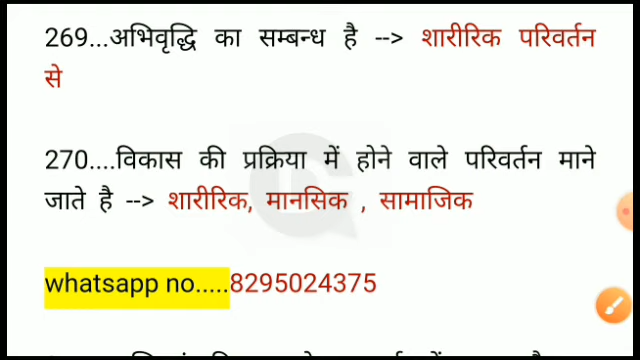 269...अभिवृद्धि का सम्बन्ध है --> शारीरिक परिवर्तन
से
270....विकास की प्रक्रिया में होने वाले परिवर्तन माने
जाते है --> शारीरिक, मानसिक , सामाजिक
whatsapp no.....8295024375